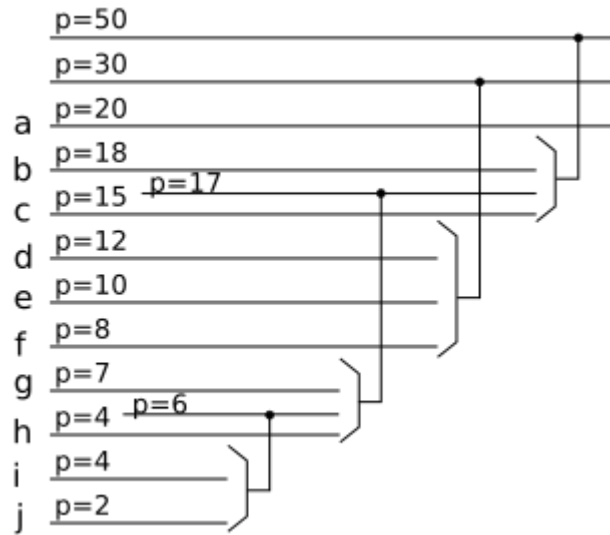 p=50
p=30
a p=20
b p=18
p=17
c p=15
d p=12
e p=10
f p=8
g p=7
p=6
h p=4
i p=4
j p=2